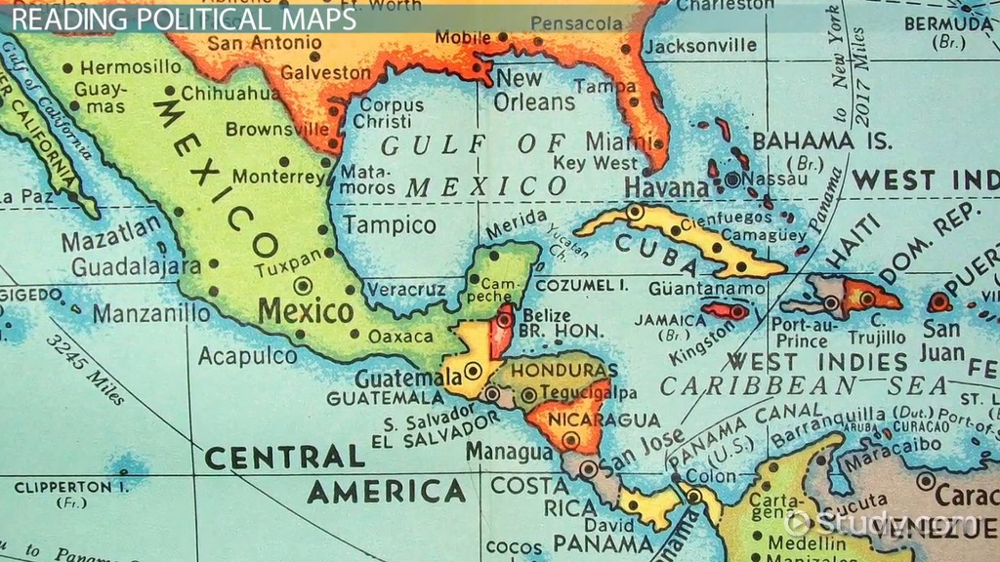 READING POLITICAL MAPS
Ft. Worth
Charleston
BERMUDA
(Br.)
to New York
2017 Miles
San Antonio
Mobile
Pensacola
Jacksonville
Hermosillo
Galveston
New
Orleans
Tampa
Gulf of California
Guay-
mas
Chihuahua
Corpus
Christi
Brownsville
GULF OF
MEXICO
Miami
Key West
BAHAMA IS.
(Br.)
Nassau
CALIFORNIA
MEXICO
Monterrey
Mata-
moros
Havana
WEST IND
Panama
La Paz
Tampico
Merida
Yucatan
Ch.
Cienfuegos
Camaguey
CUBA
HAITI
DOM. REP.
Mazatlan
Guadalajara
Tuxpan
Cam-
peche
COZUMEL I.
Guantanamo
PUERT
GIGEDO
Manzanillo
Mexico
Veracruz
Belize
BR. HON.
JAMAICA
(Br.)
Kingston
Port-au-
Prince
C.
Trujillo
San
Juan
Oaxaca
Acapulco
3245 Miles
WEST INDIES
CARIBBEAN SEA
Guatemala
GUATEMALA
HONDURAS
Tegucigalpa
S. Salvador
EL SALVADOR
NICARAGUA
Managua
San Jose
PANAMA CANAL
(U.S.)
Colon
Barranquilla
(Dut.)
ARUBA
CURACAO
Port-of-S
ST. L
Maracaibo
CENTRAL
AMERICA
CLIPPERTON I.
(Fr.)
COSTA
RICA
David
PANAMA
Panama
Carta-
gena
Cucuta
Carac
VENEZUE
Study.com
cocos
Medellin
Manizales
u to Panama